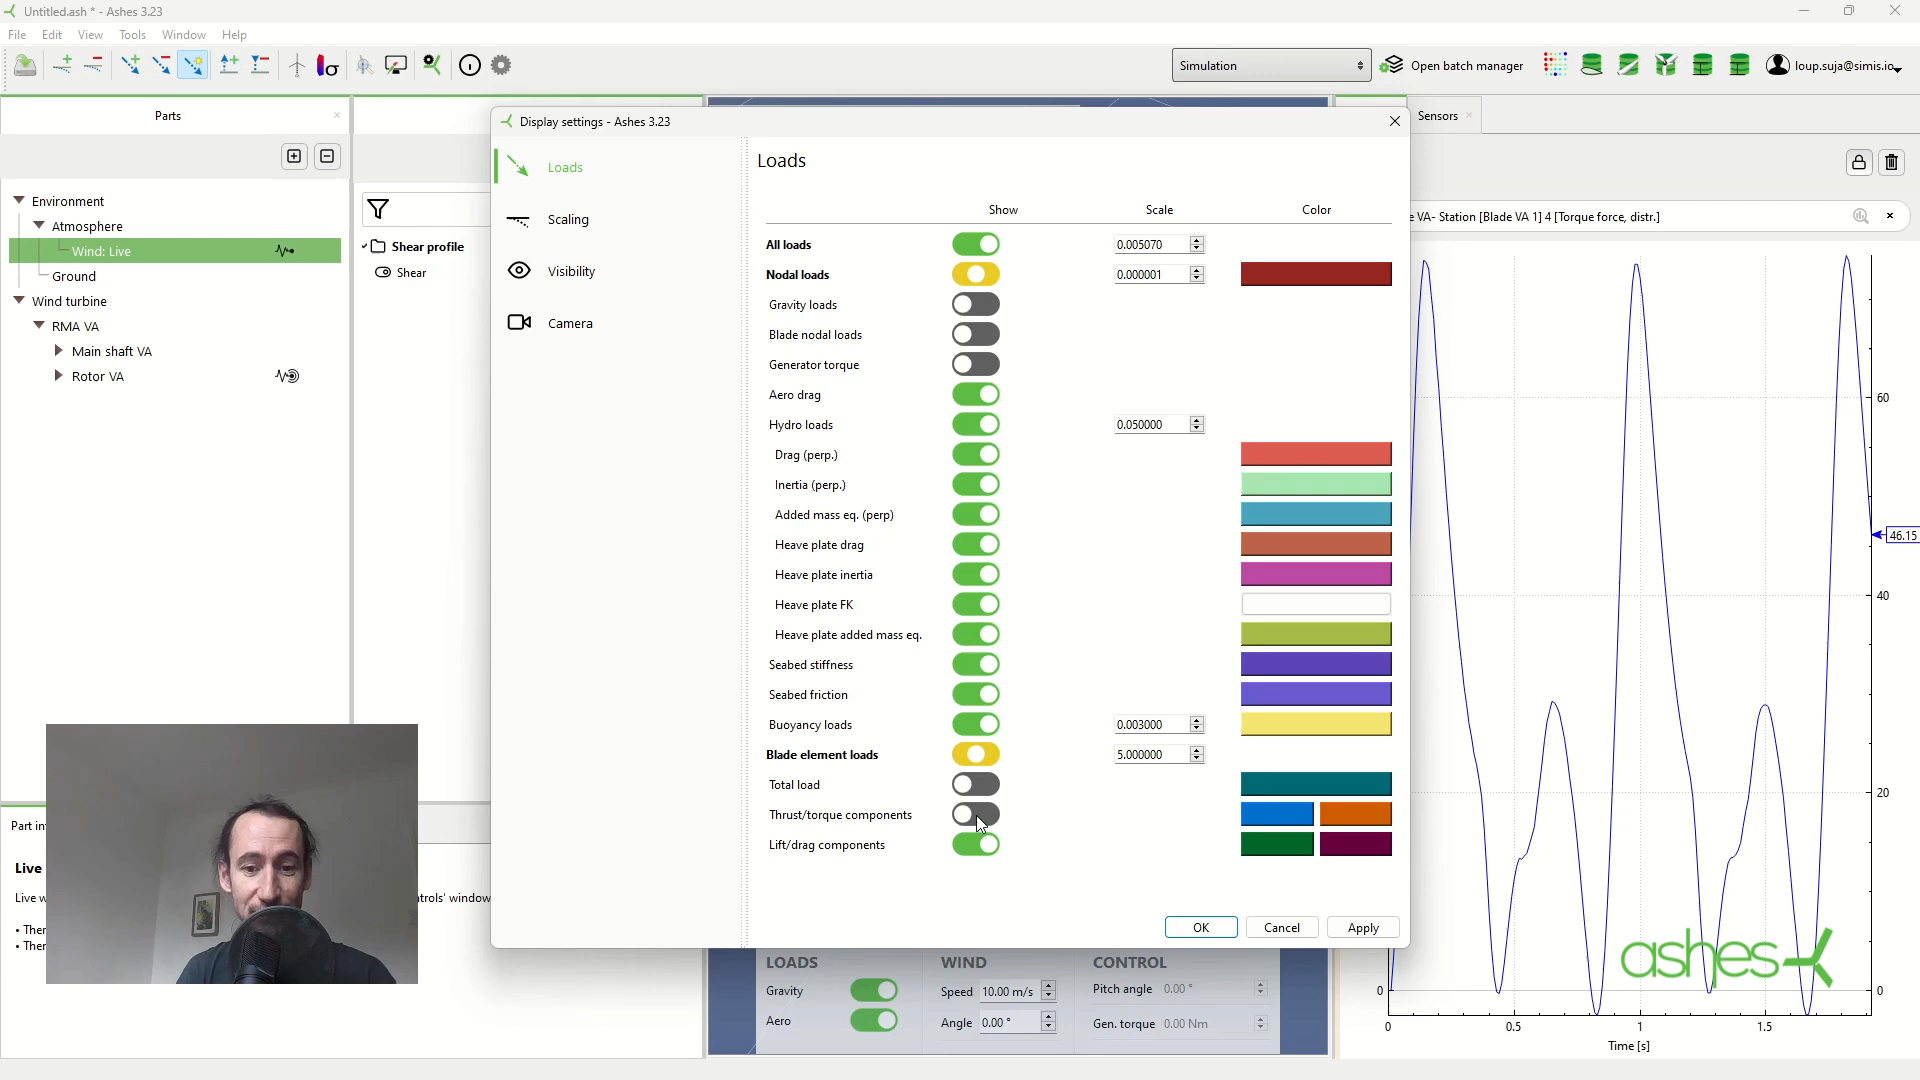 Untitled.ash * - Ashes 3.23
File Edit View Tools Window Help
Simulation
Open batch manager
loup.suja@simis.io
Parts
Environment
Atmosphere
Wind: Live
Ground
Wind turbine
RMA VA
Main shaft VA
Rotor VA
Shear profile
Shear
Display settings - Ashes 3.23
Loads
Scaling
Visibility
Camera
Loads
Show Scale Color
All loads 0.005070
Nodal loads 0.000001
Gravity loads
Blade nodal loads
Generator torque
Aero drag
Hydro loads 0.050000
Drag (perp.)
Inertia (perp.)
Added mass eq. (perp)
Heave plate drag
Heave plate inertia
Heave plate FK
Heave plate added mass eq.
Seabed stiffness
Seabed friction
Buoyancy loads 0.003000
Blade element loads 5.000000
Total load
Thrust/torque components
Lift/drag components
OK Cancel Apply
Sensors
VA- Station [Blade VA 1] 4 [Torque force, distr.]
60
46.15
40
20
0 0
0 0.5 1 1.5
Time [s]
ashes
Part in
Live
Live w
trols' window
• Ther
• Ther
LOADS WIND CONTROL
Gravity Speed 10.00 m/s Pitch angle 0.00 °
Aero Angle 0.00 ° Gen. torque 0.00 Nm